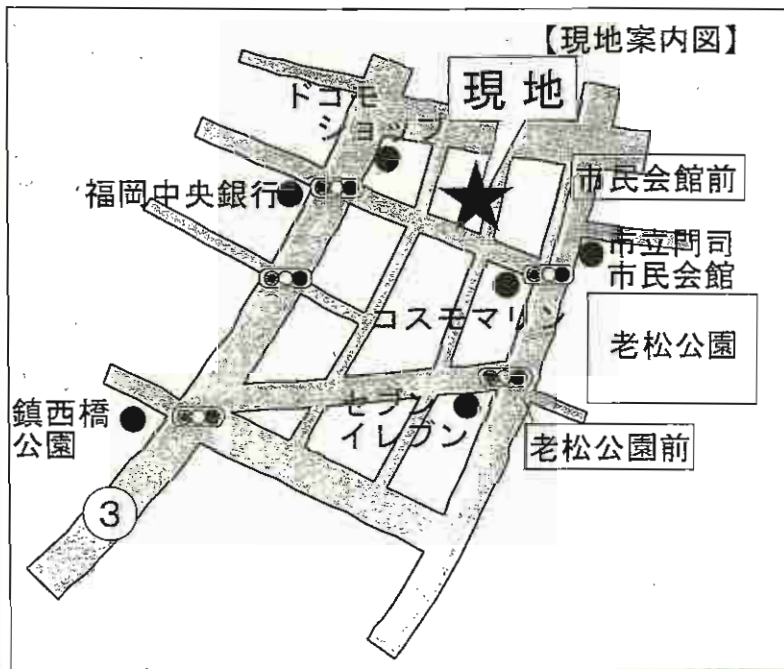 【現地案内図】
現地
ドコモ
ショップ
市民会館前
福岡中央銀行
市立門司
市民会館
コスモマリン
老松公園
鎮西橋
公園
セブン
イレブン
老松公園前
3